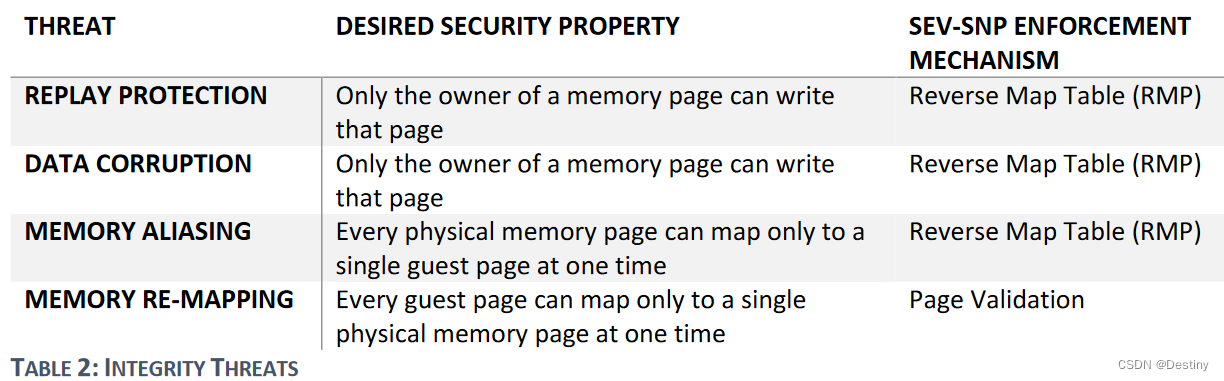 THREAT DESIRED SECURITY PROPERTY SEV-SNP ENFORCEMENT
MECHANISM
REPLAY PROTECTION Only the owner of a memory page can write Reverse Map Table (RMP)
that page
DATA CORRUPTION Only the owner of a memory page can write Reverse Map Table (RMP)
that page
MEMORY ALIASING Every physical memory page can map only to a Reverse Map Table (RMP)
single guest page at one time
MEMORY RE-MAPPING Every guest page can map only to a single Page Validation
physical memory page at one time
TABLE 2: INTEGRITY THREATS
CSDN @Destiny